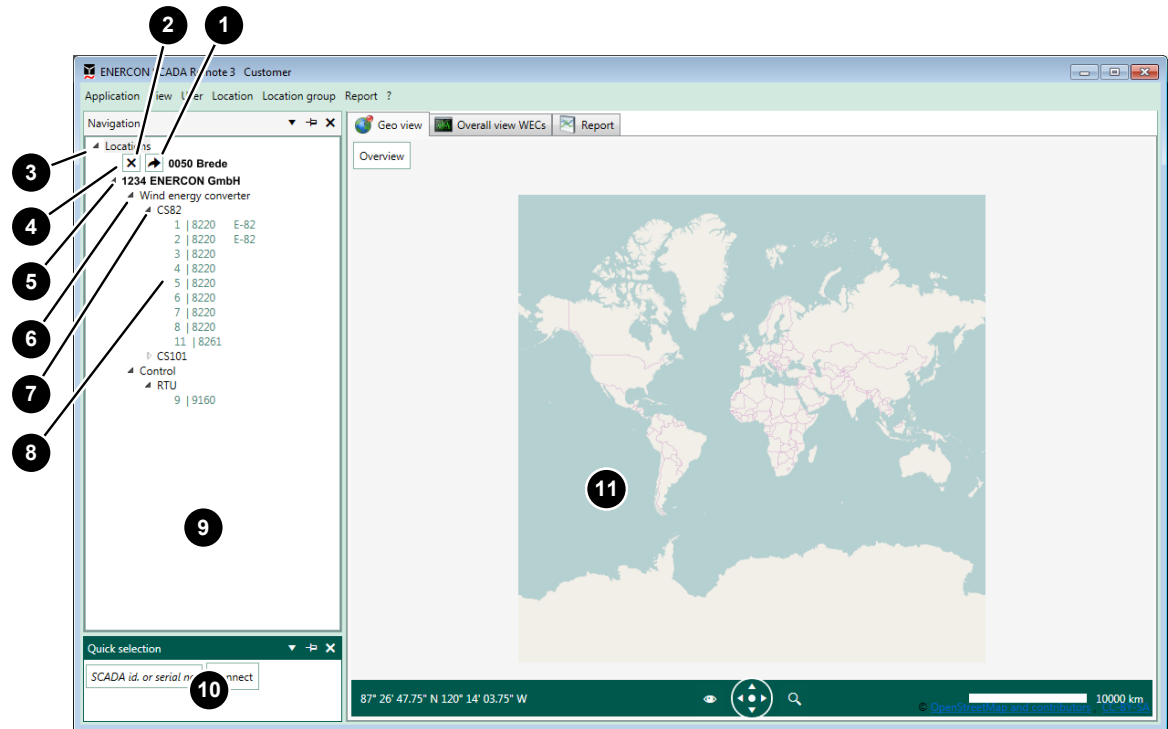 2 1
ENERCON SCADA Remote 3 Customer
Application View User Location Location group Report ?
Navigation
Geo view Overall view WECs Report
Overview
Locations
3
0050 Brede
4
1234 ENERCON GmbH
5
Wind energy converter
6
CS82
7
1 | 8220 E-82
2 | 8220 E-82
3 | 8220
4 | 8220
5 | 8220
6 | 8220
7 | 8220
8 | 8220
11 | 8261
8
CS101
Control
RTU
9 | 9160
9
11
Quick selection
SCADA id. or serial no
10
87° 26' 47.75" N 120° 14' 03.75" W
10000 km
© OpenStreetMap and contributors, CC-BY-SA